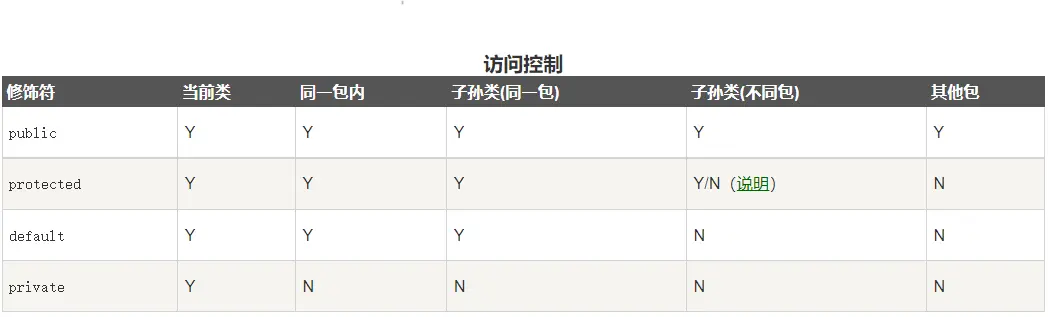 访问控制
修饰符 当前类 同一包内 子孙类(同一包) 子孙类(不同包) 其他包
public Y Y Y Y Y
protected Y Y Y Y/N（说明） N
default Y Y Y N N
private Y N N N N